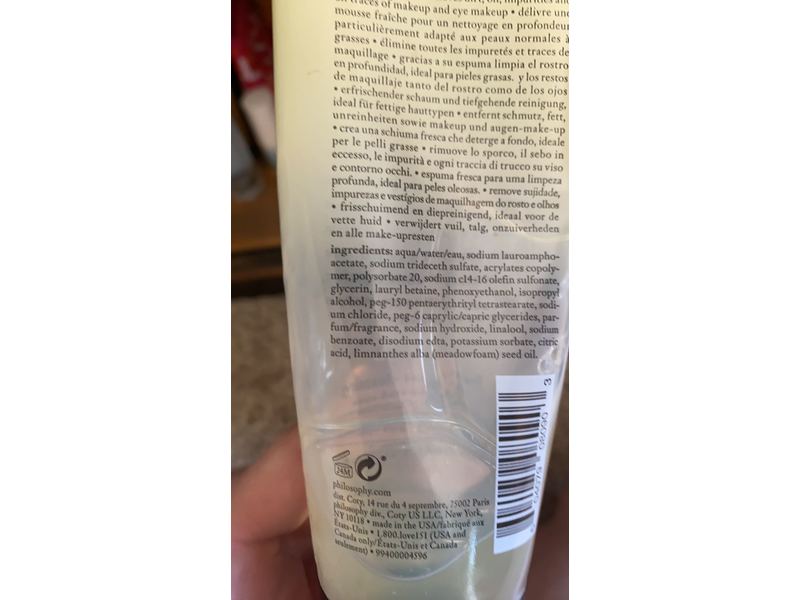 traces of makeup and eye makeup • délivre une
mousse fraîche pour un nettoyage en profondeur
particulièrement adapté aux peaux normales à
grasses • élimine toutes les impuretés et traces de
maquillage • gracias a su espuma limpia el rostro
en profundidad, ideal para pieles grasas. y los restos
de maquillaje tanto del rostro como de los ojos
• erfrischender schaum und tiefgehende reinigung,
ideal für fettige hauttypen • entfernt schmutz, fett,
unreinheiten sowie makeup und augen-make-up
• crea una schiuma fresca che deterge a fondo, ideale
per le pelli grasse • rimuove lo sporco, il sebo in
eccesso, le impurità e ogni traccia di trucco su viso
e contorno occhi. • espuma fresca para uma limpeza
profunda, ideal para peles oleosas. • remove sujidade,
impurezas e vestígios de maquilhagem do rosto e olhos
• frisschuimend en diepreinigend, ideaal voor de
vette huid • verwijdert vuil, talg, onzuiverheden
en alle make-upresten
ingredients: aqua/water/eau, sodium lauroampho-
acetate, sodium trideceth sulfate, acrylates copoly-
mer, polysorbate 20, sodium c14-16 olefin sulfonate,
glycerin, lauryl betaine, phenoxyethanol, isopropyl
alcohol, peg-150 pentaerythrityl tetrastearate, sodi-
um chloride, peg-6 caprylic/capric glycerides, par-
fum/fragrance, sodium hydroxide, linalool, sodium
benzoate, disodium edta, potassium sorbate, citric
acid, limnanthes alba (meadowfoam) seed oil.
24M
philosophy.com
dist. Coty, 14 rue du 4 septembre, 75002 Paris
philosophy div., Coty US LLC, New York,
NY 10118 • made in the USA/fabriqué aux
États-Unis • 1.800.love151 (USA and
Canada only/États-Unis et Canada
seulement) • 99400004596